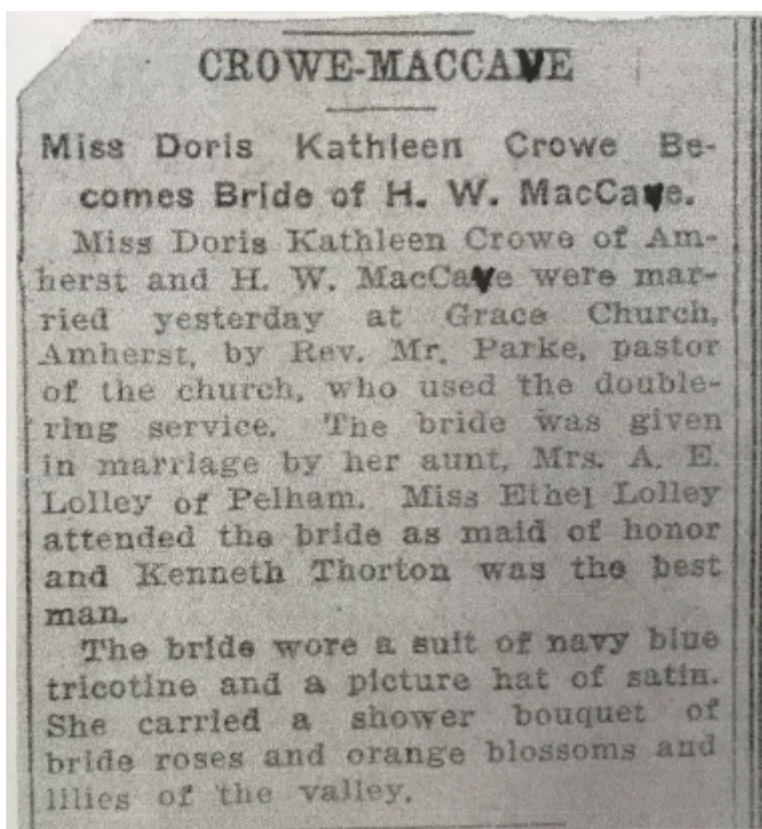 CROWE-MACCAVE
Miss Doris Kathleen Crowe Be-
comes Bride of H. W. MacCave.
Miss Doris Kathleen Crowe of Am-
herst and H. W. MacCave were mar-
ried yesterday at Grace Church,
Amherst, by Rev. Mr. Parke, pastor
of the church, who used the double-
ring service. The bride was given
in marriage by her aunt, Mrs. A. E.
Lolley of Pelham. Miss Ethel Lolley
attended the bride as maid of honor
and Kenneth Thorton was the best
man.
The bride wore a suit of navy blue
tricotine and a picture hat of satin.
She carried a shower bouquet of
bride roses and orange blossoms and
lilies of the valley.